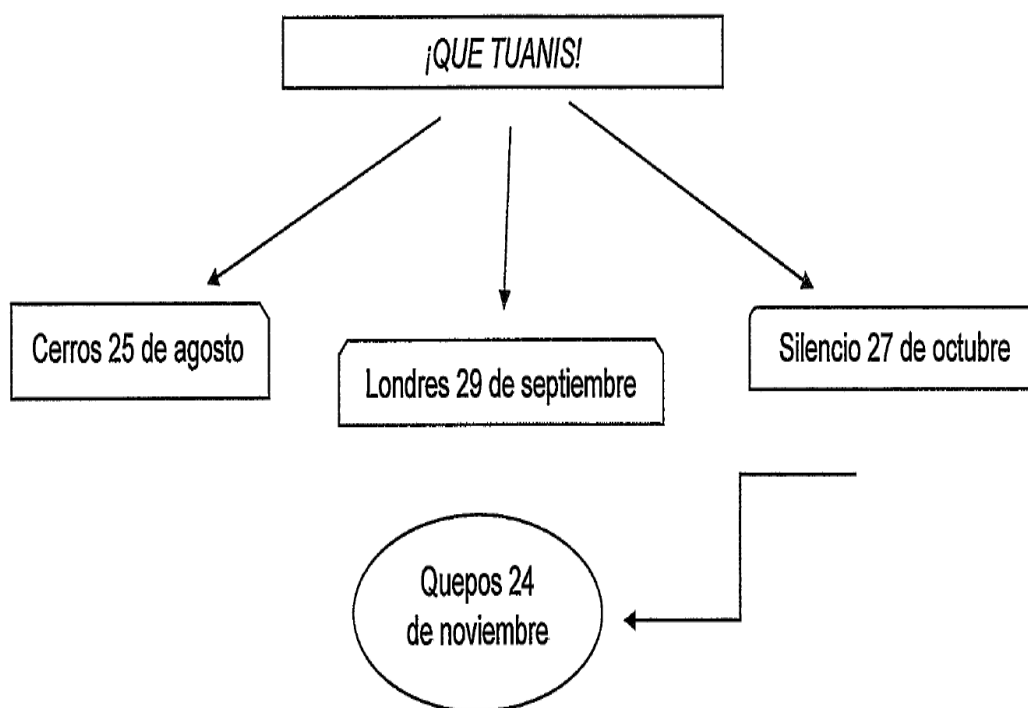 ¡QUE TUANIS!
Cerros 25 de agosto
Londres 29 de septiembre
Silencio 27 de octubre
Quepos 24
de noviembre